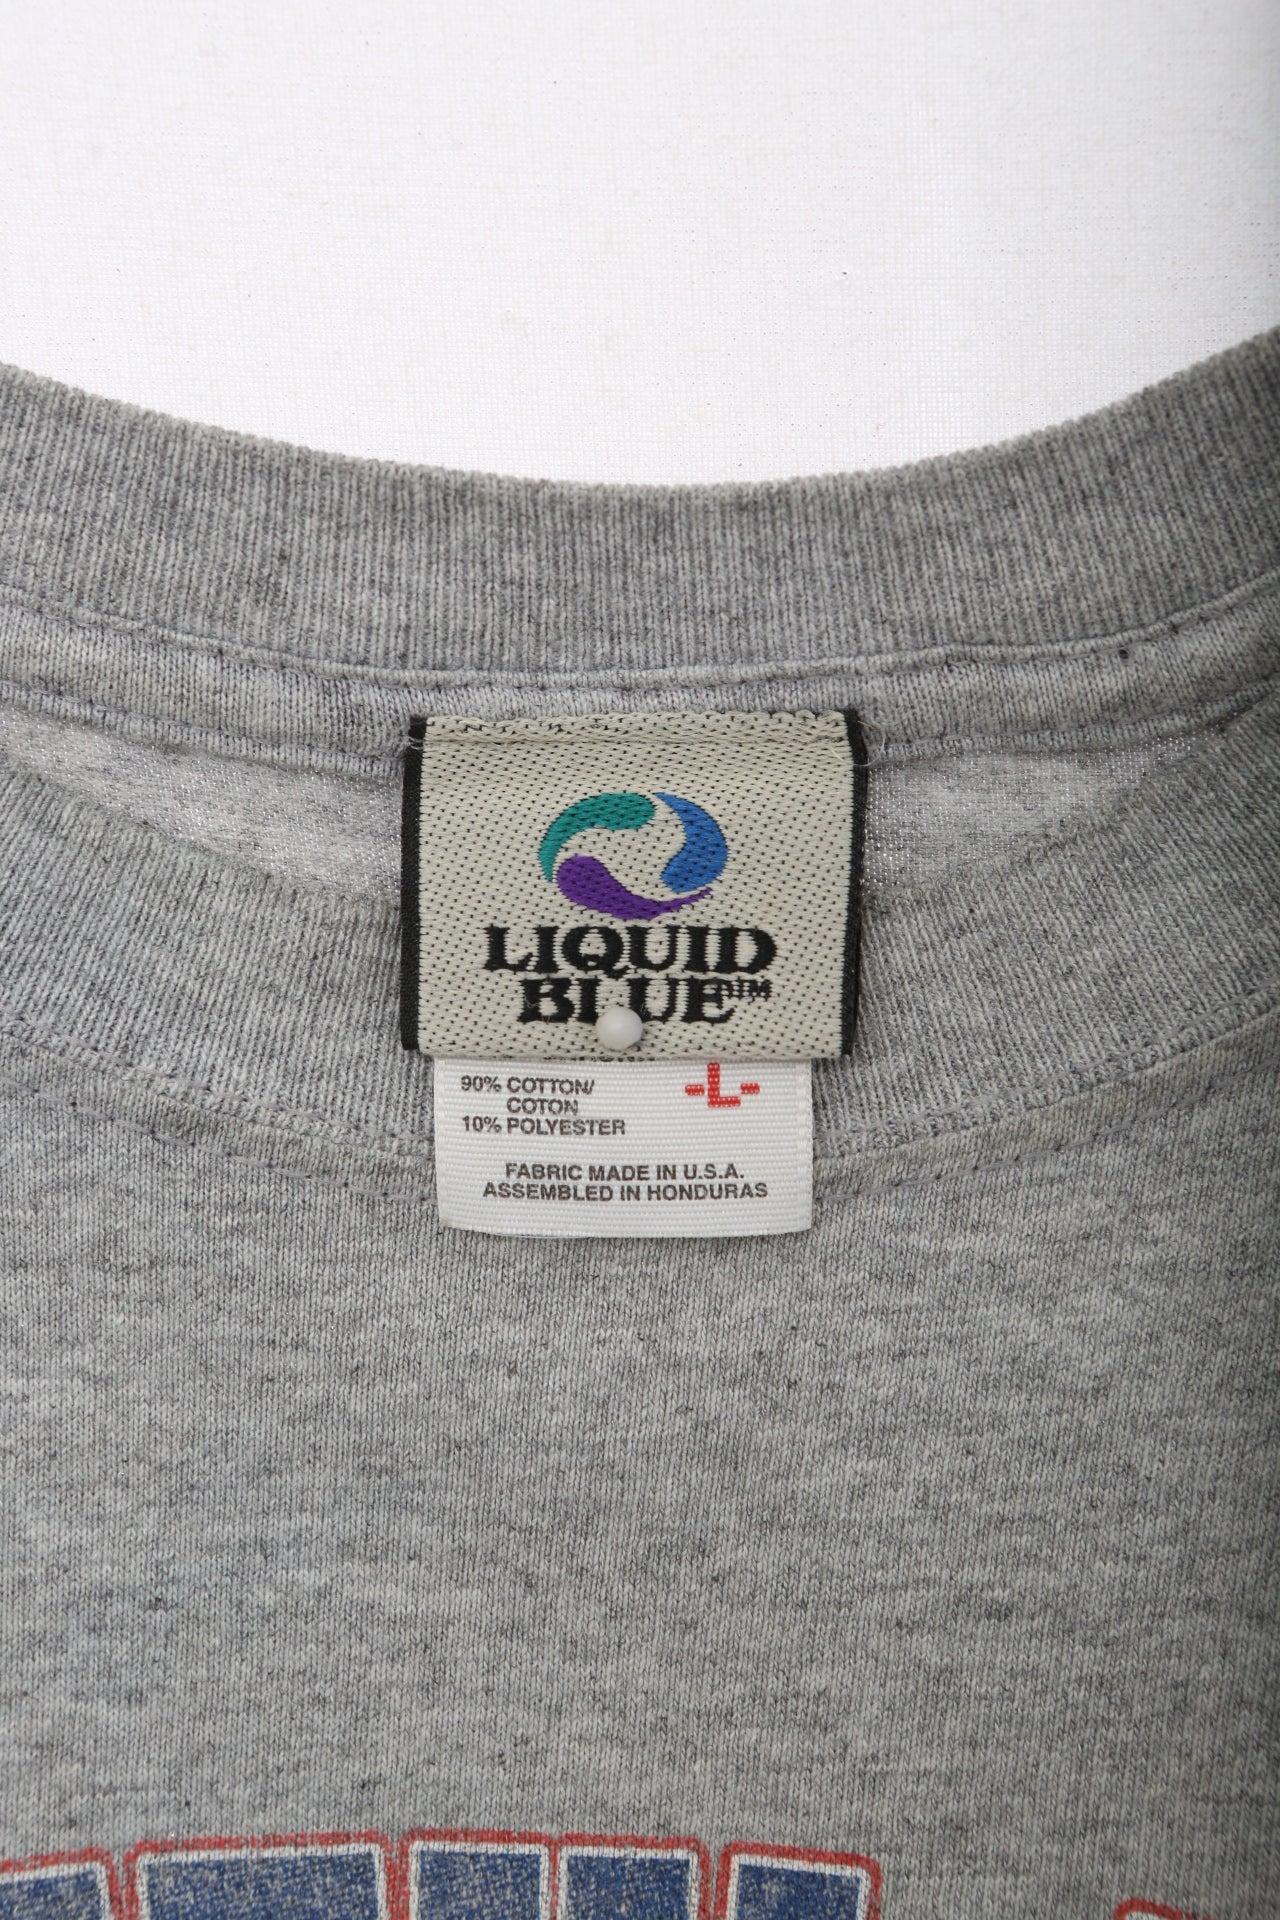 LIQUID
BLUE™
-L-
90% COTTON/
COTON
10% POLYESTER
FABRIC MADE IN U.S.A.
ASSEMBLED IN HONDURAS